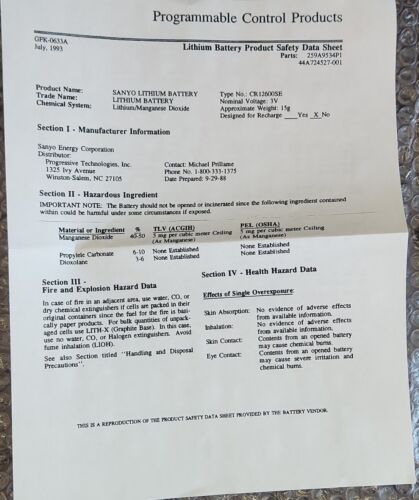 Programmable Control Products
GFK-0633A
July, 1993
Lithium Battery Product Safety Data Sheet
Parts: 259A9534P1
44A724527-001
Product Name: SANYO LITHIUM BATTERY
Trade Name: LITHIUM BATTERY
Chemical System: Lithium/Manganese Dioxide
Type No.: CR12600SE
Nominal Voltage: 3V
Approximate Weight: 15g
Designed for Recharge ___Yes X No
Section I - Manufacturer Information
Sanyo Energy Corporation
Distributor:
Progressive Technologies, Inc.
1325 Ivy Avenue
Winston-Salem, NC 27105
Contact: Michael Prillame
Phone No. 1-800-333-1375
Date Prepared: 9-29-88
Section II - Hazardous Ingredient
IMPORTANT NOTE: The Battery should not be opened or incinerated since the following ingredient contained
within could be harmful under some circumstances if exposed.
Material or Ingredient % TLV (ACGIH) PEL (OSHA)
Manganese Dioxide 40-50 5 mg per cubic meter Ceiling 5 mg per cubic meter Ceiling
(As Manganese) (As Manganese)
Propylele Carbonate 6-10 None Established None Established
Dioxolane 3-6 None Established None Established
Section III -
Fire and Explosion Hazard Data
In case of fire in an adjacent area, use water, CO, or
dry chemical extinguishers if cells are packed in their
original containers since the fuel for the fire is basi-
cally paper products. For bulk quantities of unpack-
aged cells use LITH-X (Graphite Base). In this case,
use no water, CO, or Halogen extinguishers. Avoid
fume inhalation (LIOH).
See also Section titled "Handling and Disposal
Precautions".
Section IV - Health Hazard Data
Effects of Single Overexposure:
Skin Absorption: No evidence of adverse effects
from available information.
Inhalation: No evidence of adverse effects
from available information.
Skin Contact: Contents from an opened battery
may cause chemical burns.
Eye Contact: Contents from an opened battery
may cause severe irritation and
chemical burns.
THIS IS A REPRODUCTION OF THE PRODUCT SAFETY DATA SHEET PROVIDED BY THE BATTERY VENDOR.